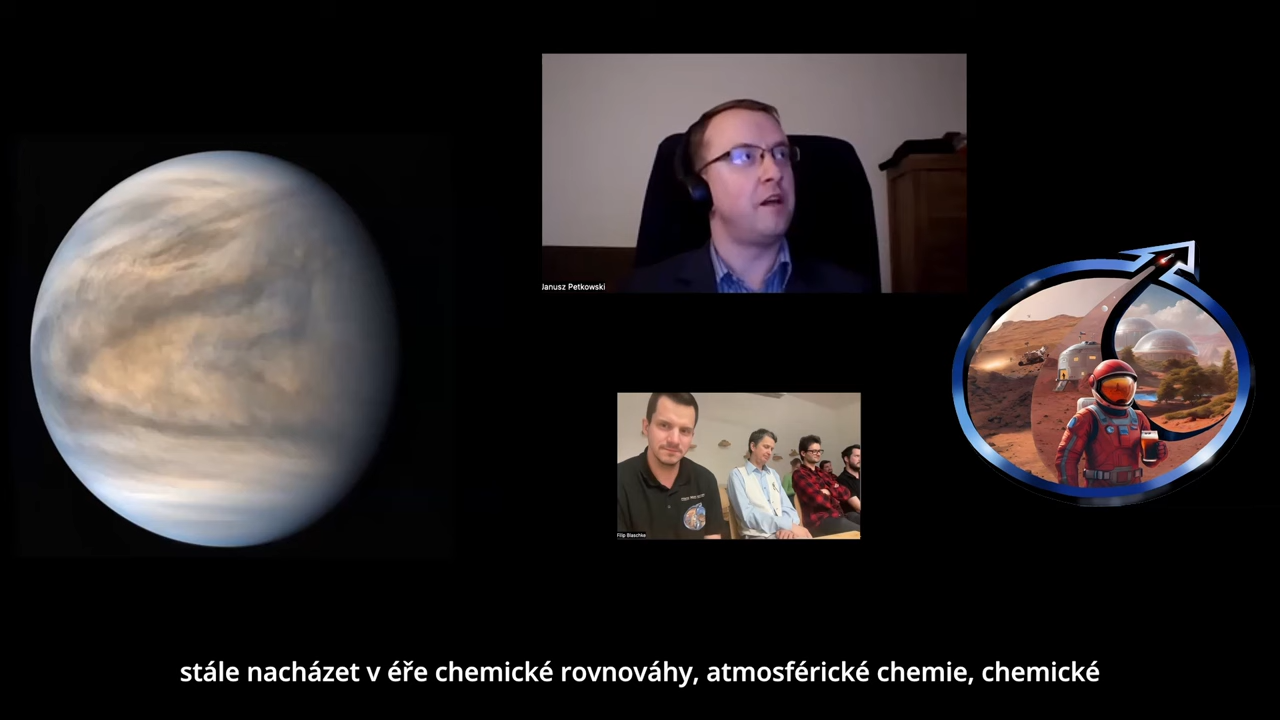 Janusz Petkowski
Filip Blaschke
stále nacházet v éře chemické rovnováhy, atmosférické chemie, chemické